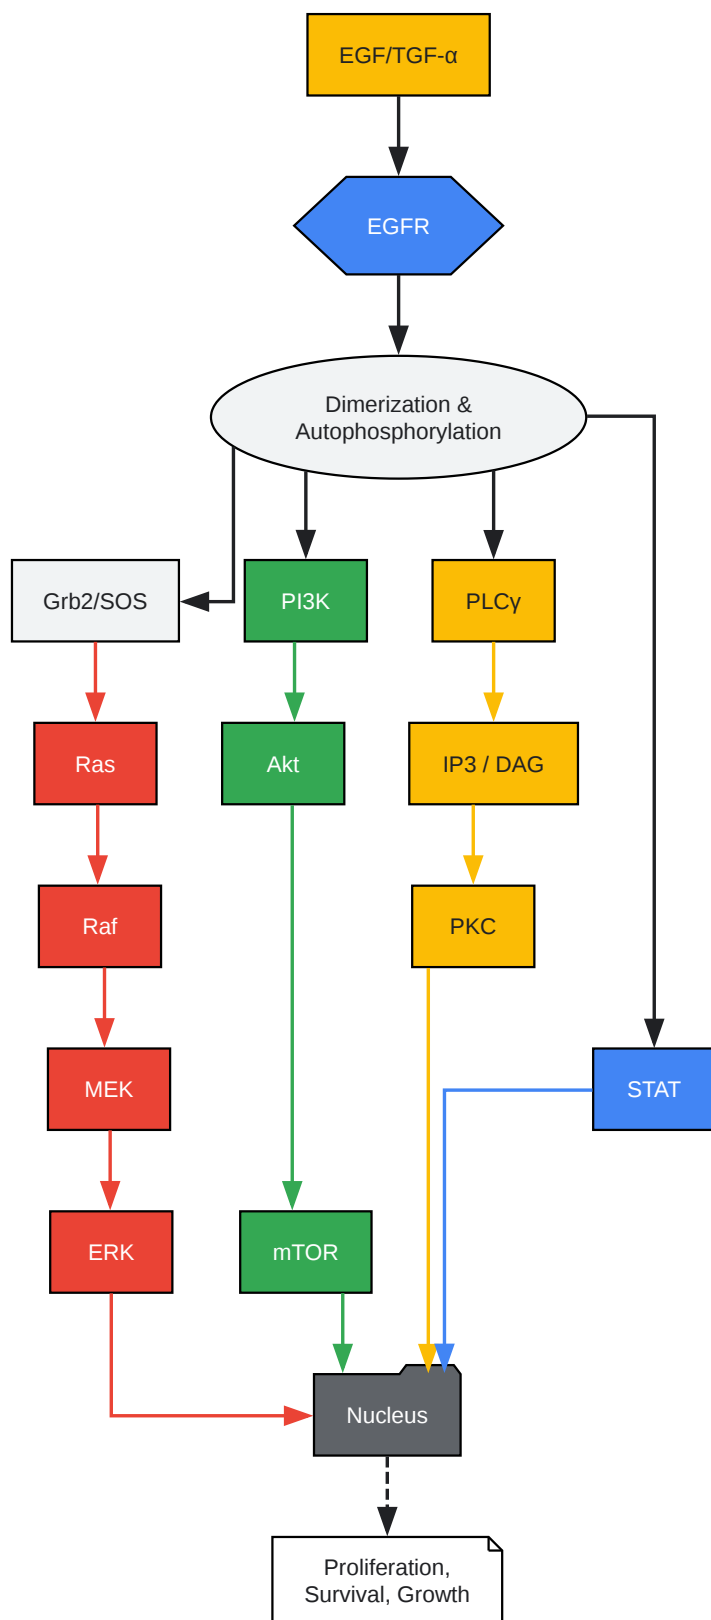 EGF/TGF-α
EGFR
Dimerization &
Autophosphorylation
Grb2/SOS
PI3K
PLCγ
Ras
Akt
IP3 / DAG
Raf
PKC
MEK
STAT
ERK
mTOR
Nucleus
Proliferation,
Survival, Growth